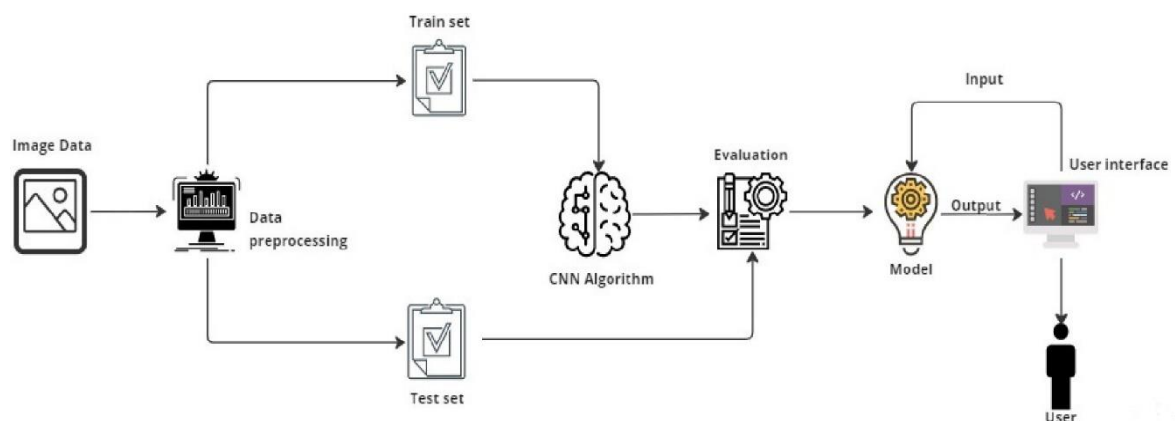 Train set
Input
Image Data
Evaluation
User interface
Data
preprocessing
Output
Model
CNN Algorithm
Test set
User